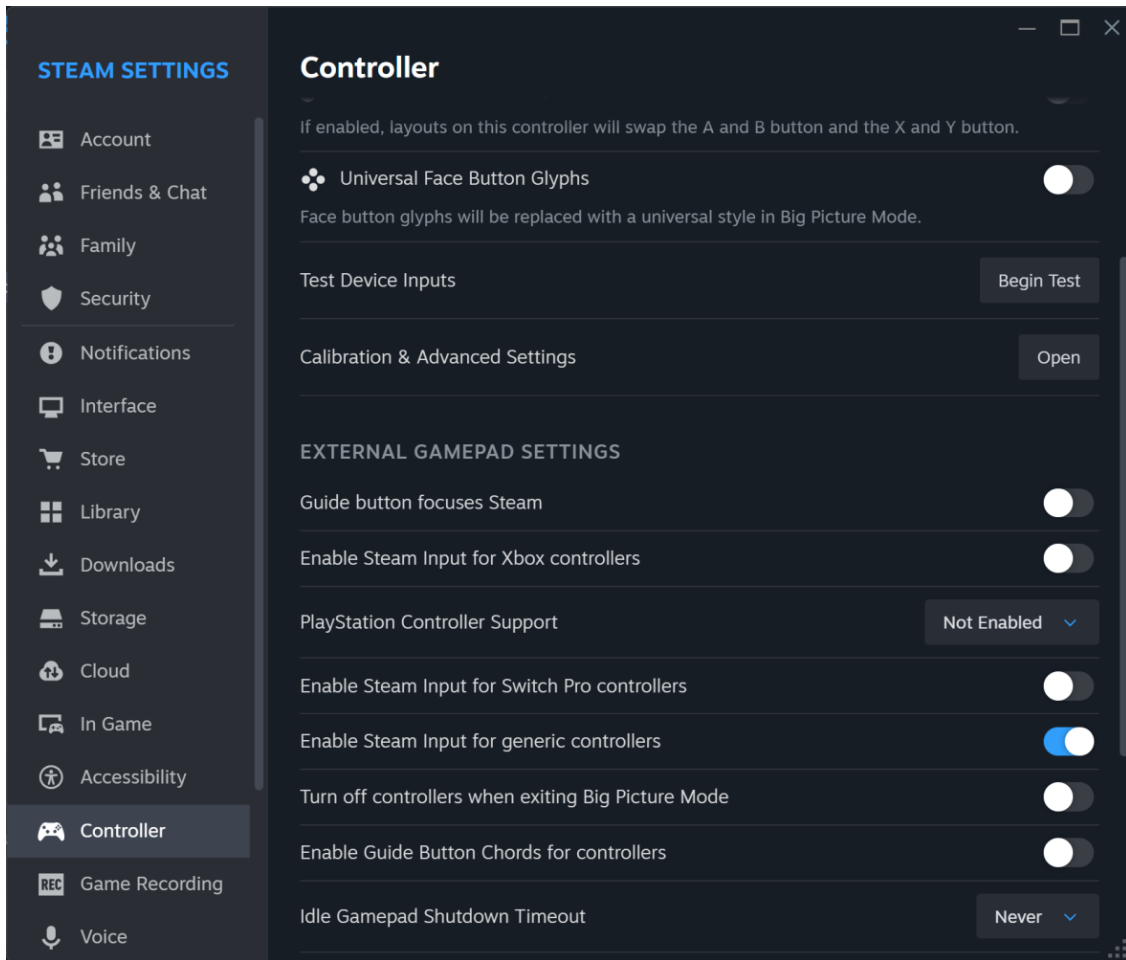 STEAM SETTINGS
Account
Friends & Chat
Family
Security
Notifications
Interface
Store
Library
Downloads
Storage
Cloud
In Game
Accessibility
Controller
REC Game Recording
Voice
Controller
If enabled, layouts on this controller will swap the A and B button and the X and Y button.
Universal Face Button Glyphs
Face button glyphs will be replaced with a universal style in Big Picture Mode.
Test Device Inputs Begin Test
Calibration & Advanced Settings Open
EXTERNAL GAMEPAD SETTINGS
Guide button focuses Steam
Enable Steam Input for Xbox controllers
PlayStation Controller Support Not Enabled
Enable Steam Input for Switch Pro controllers
Enable Steam Input for generic controllers
Turn off controllers when exiting Big Picture Mode
Enable Guide Button Chords for controllers
Idle Gamepad Shutdown Timeout Never